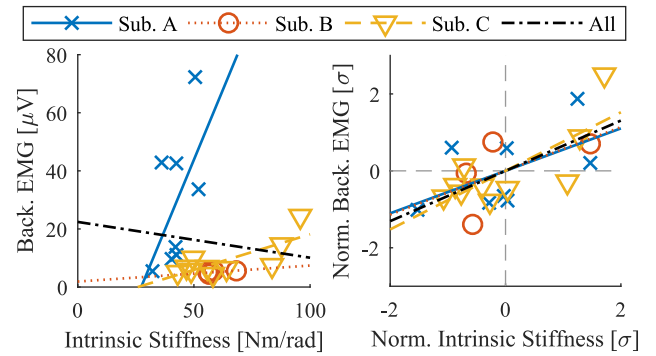 Sub. A Sub. B Sub. C All
Back. EMG [μV]
80
60
40
20
0
0 50 100
Intrinsic Stiffness [Nm/rad]
Norm. Back. EMG [σ]
2
0
-2
-2 0 2
Norm. Intrinsic Stiffness [σ]